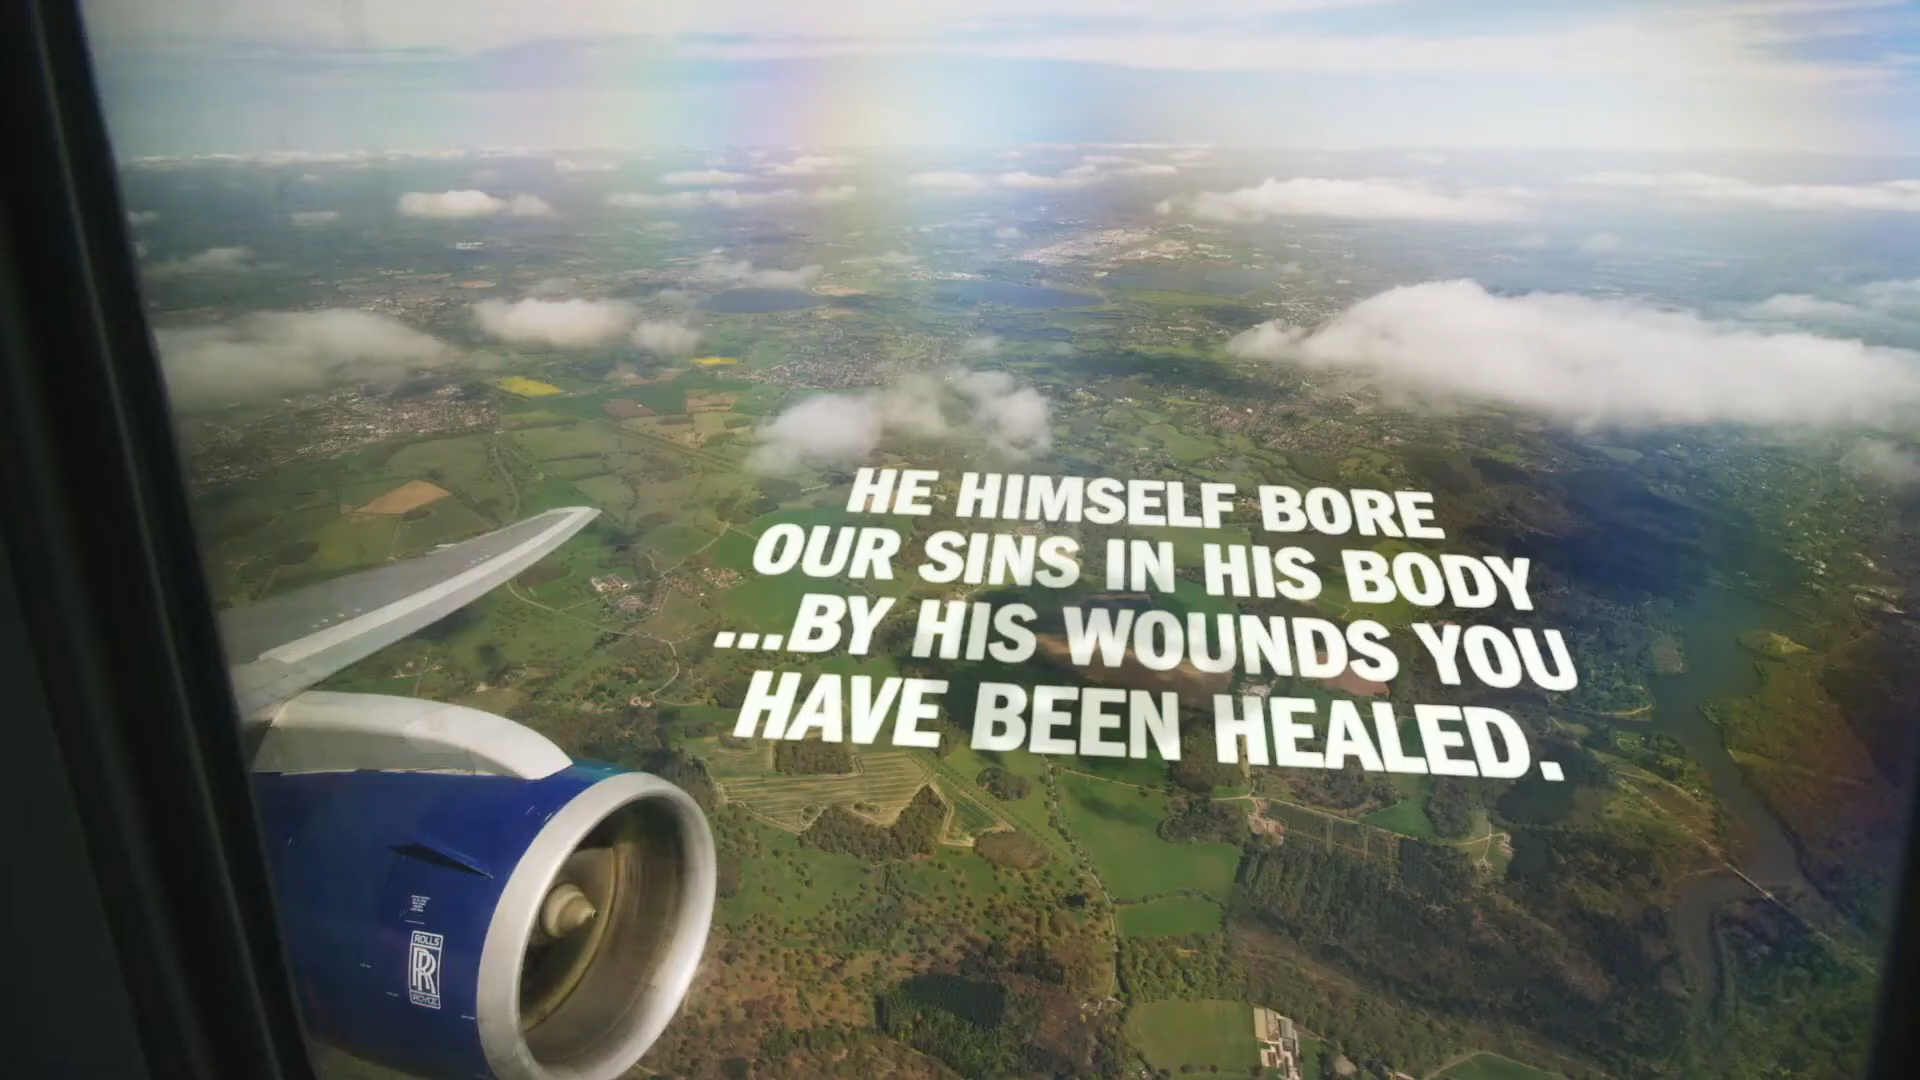 HE HIMSELF BORE
OUR SINS IN HIS BODY
...BY HIS WOUNDS YOU
HAVE BEEN HEALED.
ROLLS
RR
ROYCE